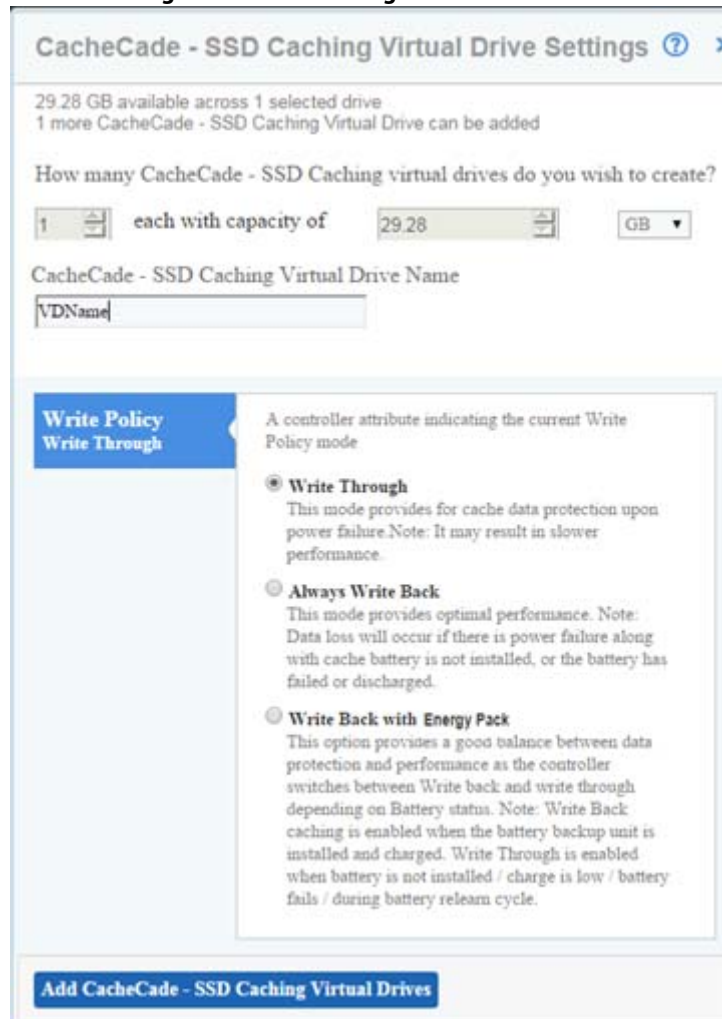 CacheCade - SSD Caching Virtual Drive Settings ?
29.28 GB available across 1 selected drive
1 more CacheCade - SSD Caching Virtual Drive can be added
How many CacheCade - SSD Caching virtual drives do you wish to create?
1 each with capacity of 29.28 GB
CacheCade - SSD Caching Virtual Drive Name
VDName
Write Policy
Write Through
A controller attribute indicating the current Write
Policy mode
Write Through
This mode provides for cache data protection upon
power failure.Note: It may result in slower
performance.
Always Write Back
This mode provides optimal performance. Note:
Data loss will occur if there is power failure along
with cache battery is not installed, or the battery has
failed or discharged.
Write Back with Energy Pack
This option provides a good balance between data
protection and performance as the controller
switches between Write back and write through
depending on Battery status. Note: Write Back
caching is enabled when the battery backup unit is
installed and charged. Write Through is enabled
when battery is not installed / charge is low / battery
fails / during battery relearn cycle.
Add CacheCade - SSD Caching Virtual Drives